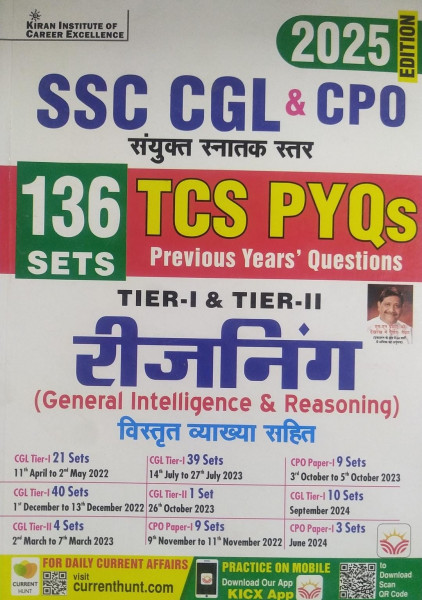 KIRAN INSTITUTE OF
CAREER EXCELLENCE
2025
EDITION
SSC CGL & CPO
संयुक्त स्नातक स्तर
136
SETS
TCS PYQs
Previous Years' Questions
TIER-I & TIER-II
रीजनिंग
(General Intelligence & Reasoning)
विस्तृत व्याख्या सहित
CGL Tier-I 21 Sets
11th April to 2nd May 2022
CGL Tier-I 39 Sets
14th July to 27th July 2023
CPO Paper-I 9 Sets
3rd October to 5th October 2023
CGL Tier-I 40 Sets
1st December to 13th December 2022
CGL Tier-II 1 Set
26th October 2023
CGL Tier-I 10 Sets
September 2024
CGL Tier-II 4 Sets
2nd March to 7th March 2023
CPO Paper-I 9 Sets
9th November to 11th November 2022
CPO Paper-I 3 Sets
June 2024
CURRENT
HUNT
FOR DAILY CURRENT AFFAIRS
visit
currenthunt.com
PRACTICE ON MOBILE
Download Our App
KICX App
to
Download
Scan
QR Code